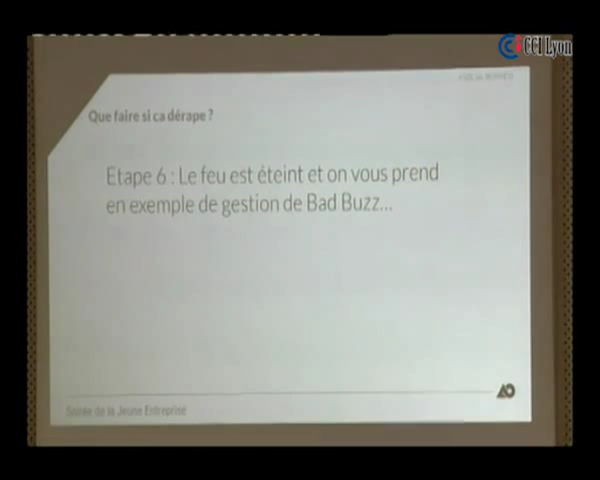 CCI Lyon
Que faire si ca dérape ?
Etape 6 : Le feu est éteint et on vous prend
en exemple de gestion de Bad Buzz...
Soirée de la Jeune Entreprise